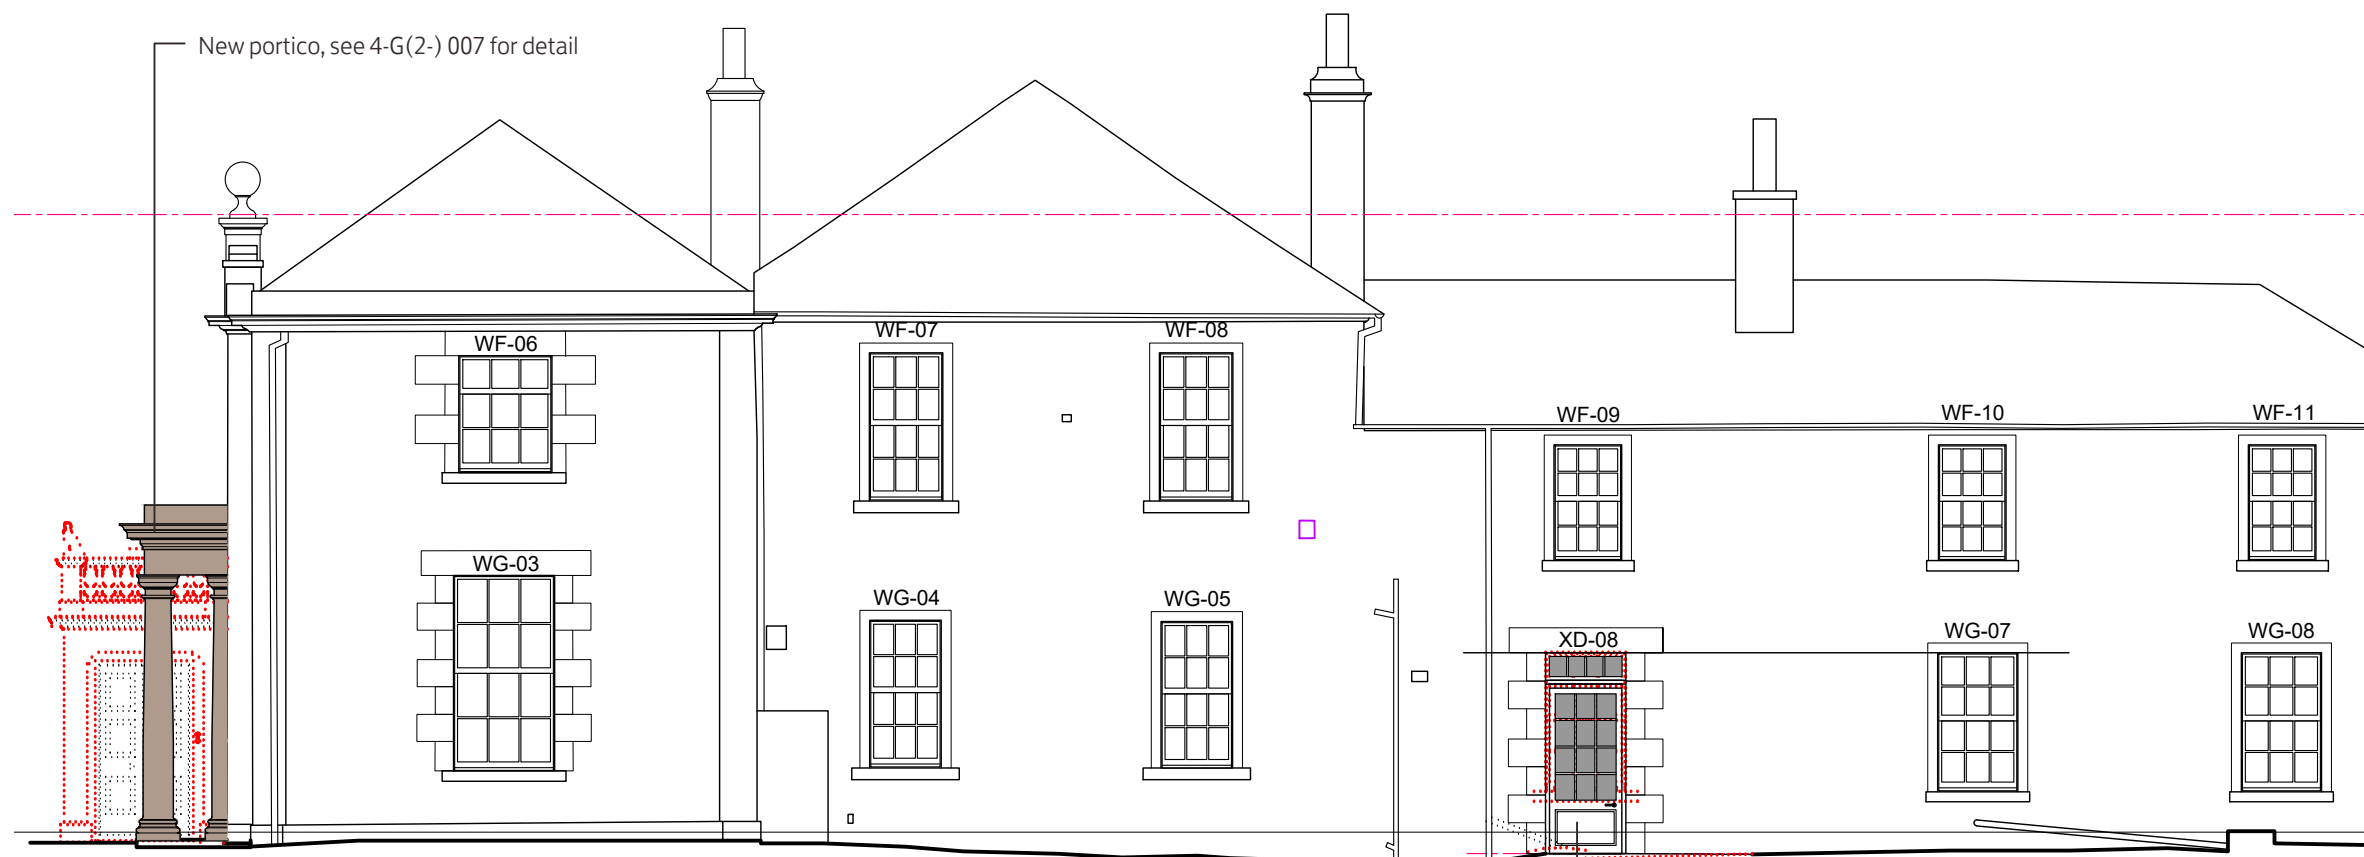 New portico, see 4-G(2-) 007 for detail
WF-06
WF-07
WF-08
WF-09
WF-10
WF-11
WG-03
WG-04
WG-05
XD-08
WG-07
WG-08